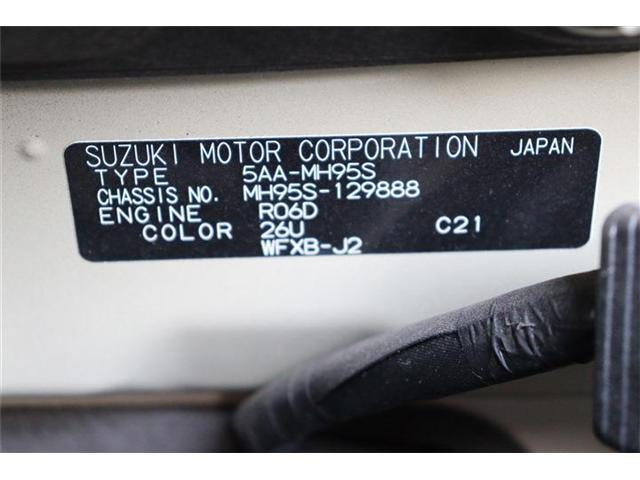 SUZUKI MOTOR CORPORATION JAPAN
TYPE 5AA-MH95S
CHASSIS NO. MH95S-129888
ENGINE R06D
COLOR 26U C21
WFXB-J2